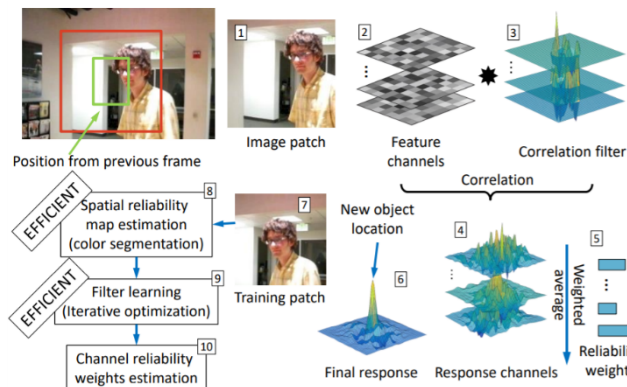 1
2
3
Position from previous frame
Image patch
Feature
channels
Correlation filter
Correlation
EFFICIENT
8
Spatial reliability
map estimation
(color segmentation)
7
Training patch
New object
location
6
Final response
4
Response channels
Weighted
average
5
Reliability
weight
EFFICIENT
9
Filter learning
(Iterative optimization)
10
Channel reliability
weights estimation